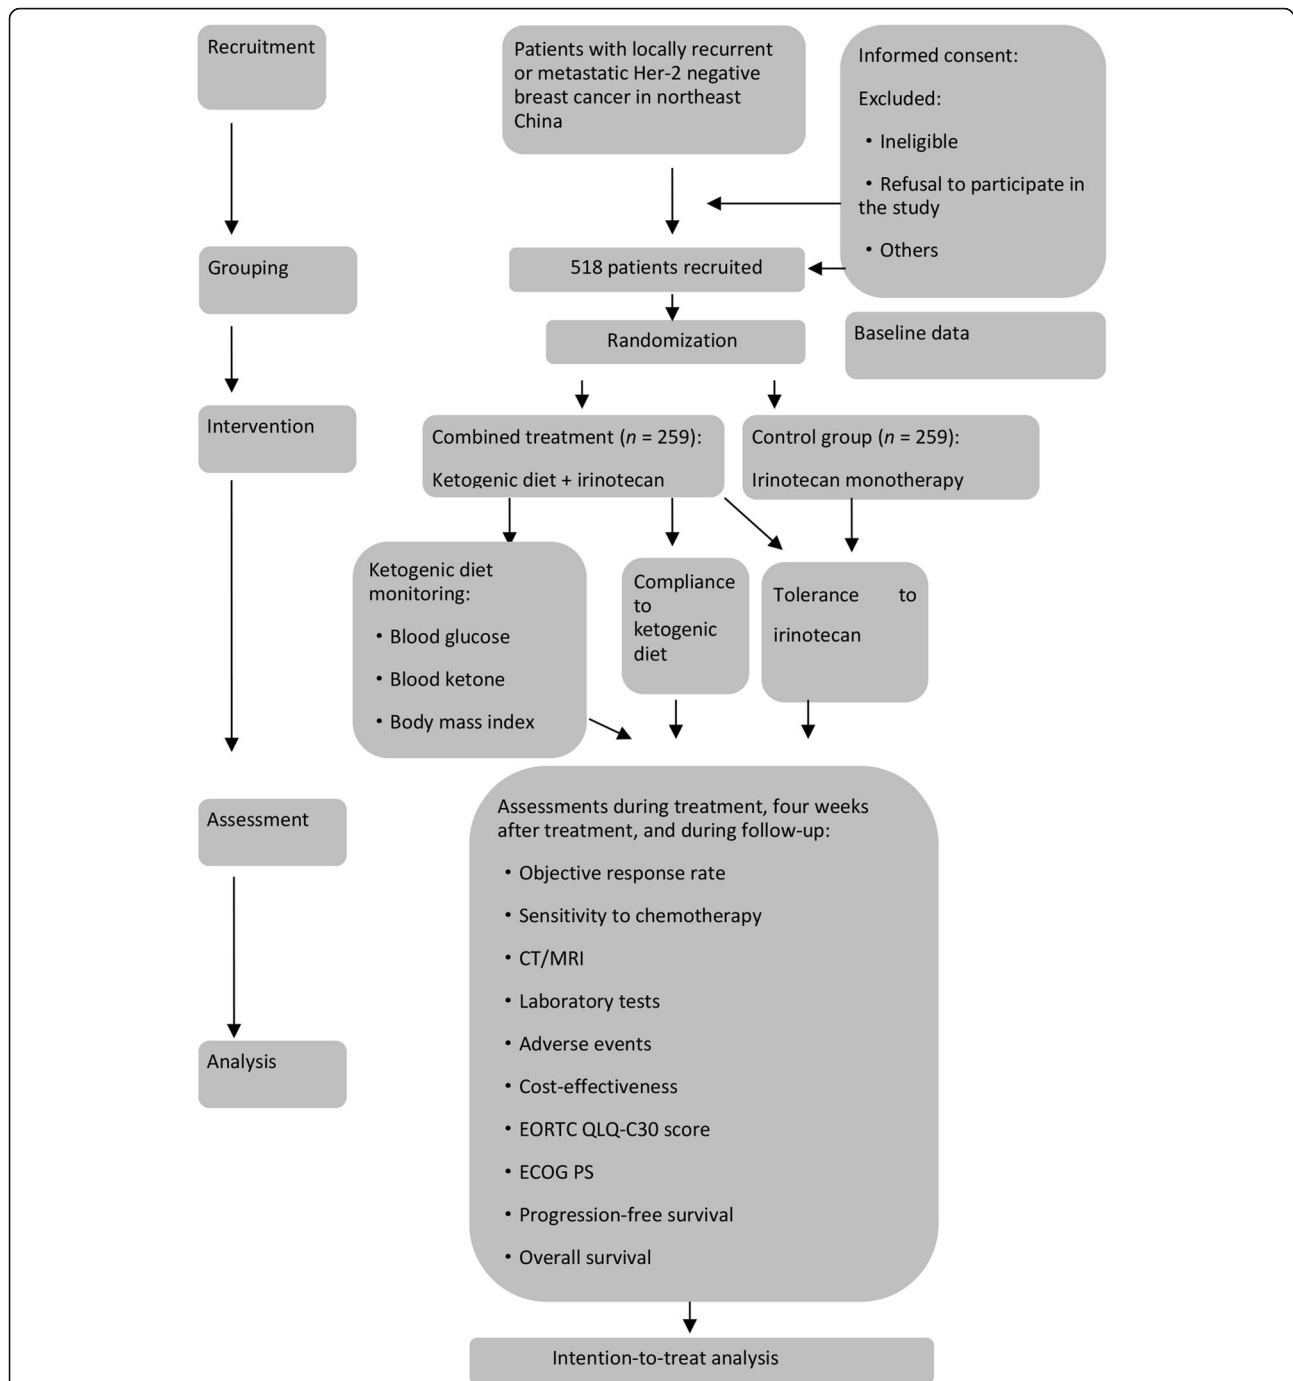 Recruitment
Patients with locally recurrent
or metastatic Her-2 negative
breast cancer in northeast
China
Informed consent:
Excluded:
• Ineligible
• Refusal to participate in
the study
• Others
Grouping
518 patients recruited
Randomization
Baseline data
Intervention
Combined treatment (n = 259):
Ketogenic diet + irinotecan
Control group (n = 259):
Irinotecan monotherapy
Ketogenic diet
monitoring:
• Blood glucose
• Blood ketone
• Body mass index
Compliance
to
ketogenic
diet
Tolerance to
irinotecan
Assessment
Assessments during treatment, four weeks
after treatment, and during follow-up:
• Objective response rate
• Sensitivity to chemotherapy
• CT/MRI
• Laboratory tests
• Adverse events
• Cost-effectiveness
• EORTC QLQ-C30 score
• ECOG PS
• Progression-free survival
• Overall survival
Analysis
Intention-to-treat analysis